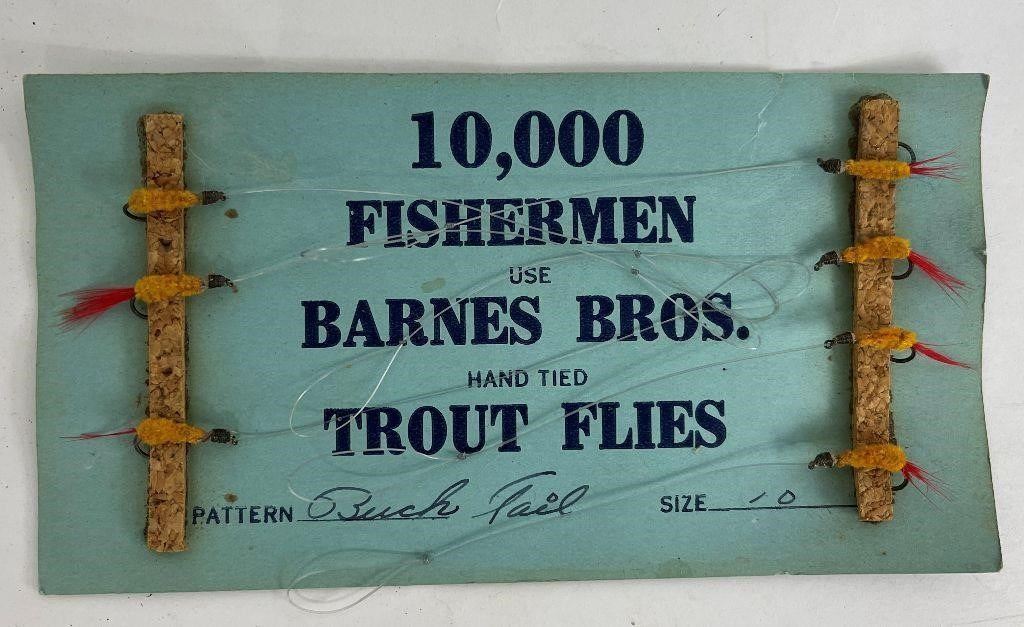 10,000
FISHERMEN
USE
BARNES BROS.
HAND TIED
TROUT FLIES
PATTERN Buck Tail SIZE 10